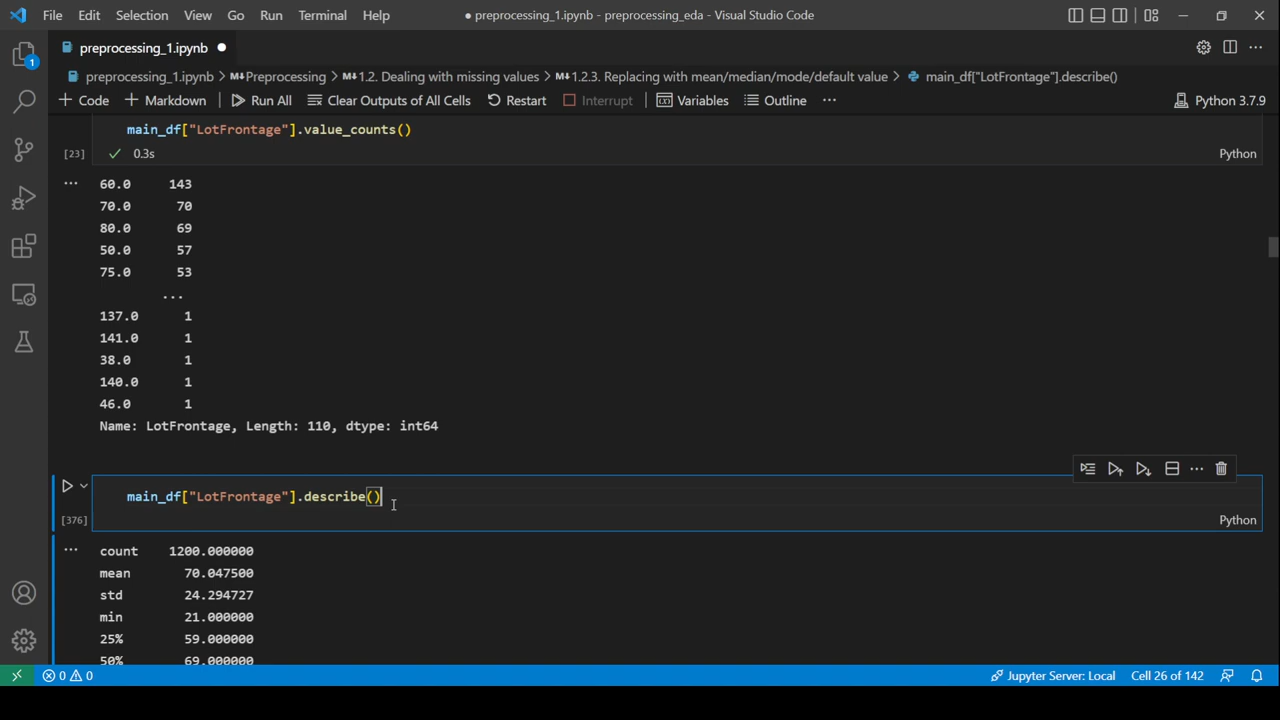 File Edit Selection View Go Run Terminal Help
● preprocessing_1.ipynb - preprocessing_eda - Visual Studio Code
preprocessing_1.ipynb ●
1
preprocessing_1.ipynb > M↓Preprocessing > M↓1.2. Dealing with missing values > M↓1.2.3. Replacing with mean/median/mode/default value > main_df["LotFrontage"].describe()
+ Code + Markdown Run All Clear Outputs of All Cells Restart Interrupt Variables Outline ... Python 3.7.9
main_df["LotFrontage"].value_counts()
[23] ✓ 0.3s Python
... 60.0 143
70.0 70
80.0 69
50.0 57
75.0 53
...
137.0 1
141.0 1
38.0 1
140.0 1
46.0 1
Name: LotFrontage, Length: 110, dtype: int64
main_df["LotFrontage"].describe()
[376] Python
... count 1200.000000
mean 70.047500
std 24.294727
min 21.000000
25% 59.000000
50% 69.000000
0 0 Jupyter Server: Local Cell 26 of 142